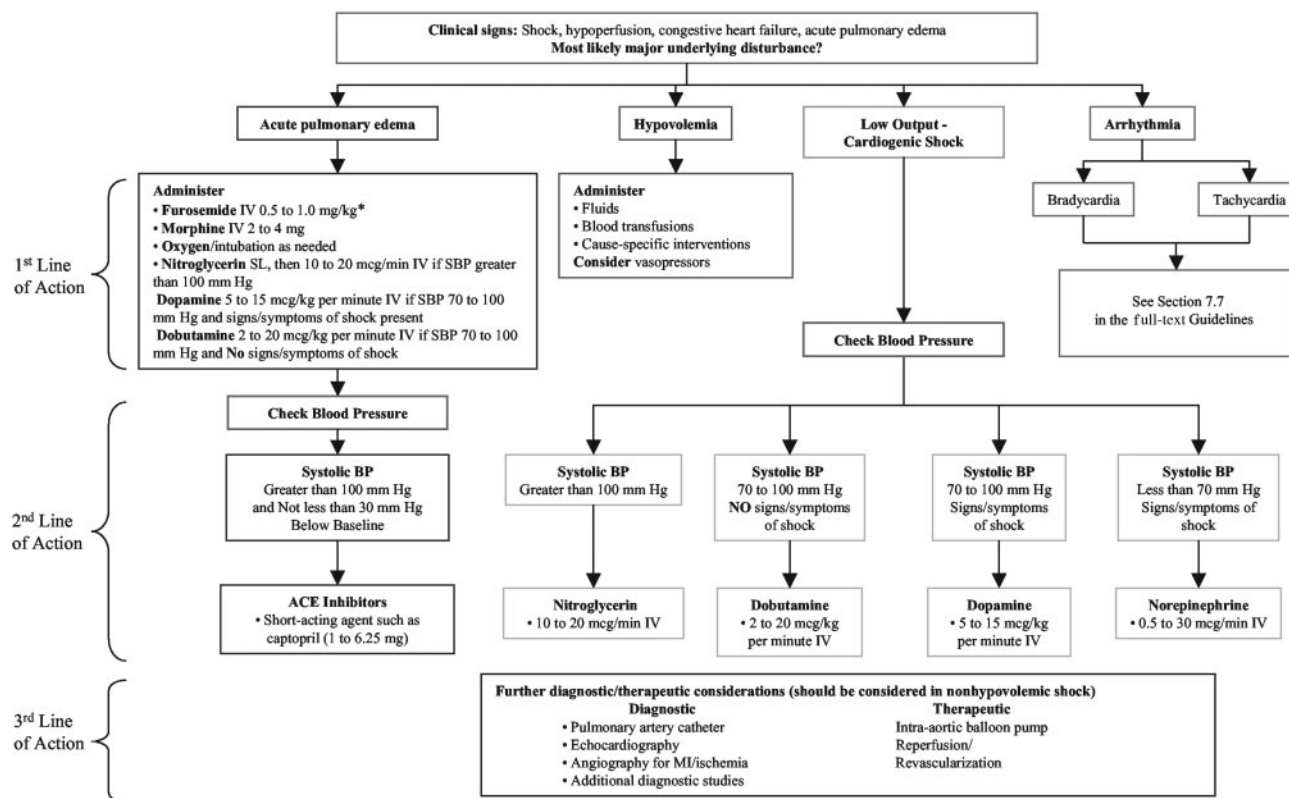 Clinical signs: Shock, hypoperfusion, congestive heart failure, acute pulmonary edema
Most likely major underlying disturbance?
Acute pulmonary edema
Hypovolemia
Low Output -
Cardiogenic Shock
Arrhythmia
Bradycardia
Tachycardia
See Section 7.7
in the full-text Guidelines
1st Line
of Action
Administer
• Furosemide IV 0.5 to 1.0 mg/kg*
• Morphine IV 2 to 4 mg
• Oxygen/intubation as needed
• Nitroglycerin SL, then 10 to 20 mcg/min IV if SBP greater
than 100 mm Hg
Dopamine 5 to 15 mcg/kg per minute IV if SBP 70 to 100
mm Hg and signs/symptoms of shock present
Dobutamine 2 to 20 mcg/kg per minute IV if SBP 70 to 100
mm Hg and No signs/symptoms of shock
Administer
• Fluids
• Blood transfusions
• Cause-specific interventions
Consider vasopressors
Check Blood Pressure
2nd Line
of Action
Check Blood Pressure
Systolic BP
Greater than 100 mm Hg
and Not less than 30 mm Hg
Below Baseline
ACE Inhibitors
• Short-acting agent such as
captopril (1 to 6.25 mg)
Systolic BP
Greater than 100 mm Hg
Systolic BP
70 to 100 mm Hg
NO signs/symptoms
of shock
Systolic BP
70 to 100 mm Hg
Signs/symptoms
of shock
Systolic BP
Less than 70 mm Hg
Signs/symptoms of
shock
Nitroglycerin
• 10 to 20 mcg/min IV
Dobutamine
• 2 to 20 mcg/kg
per minute IV
Dopamine
• 5 to 15 mcg/kg
per minute IV
Norepinephrine
• 0.5 to 30 mcg/min IV
3rd Line
of Action
Further diagnostic/therapeutic considerations (should be considered in nonhypovolemic shock)
Diagnostic
• Pulmonary artery catheter
• Echocardiography
• Angiography for MI/ischemia
• Additional diagnostic studies
Therapeutic
Intra-aortic balloon pump
Reperfusion/
Revascularization